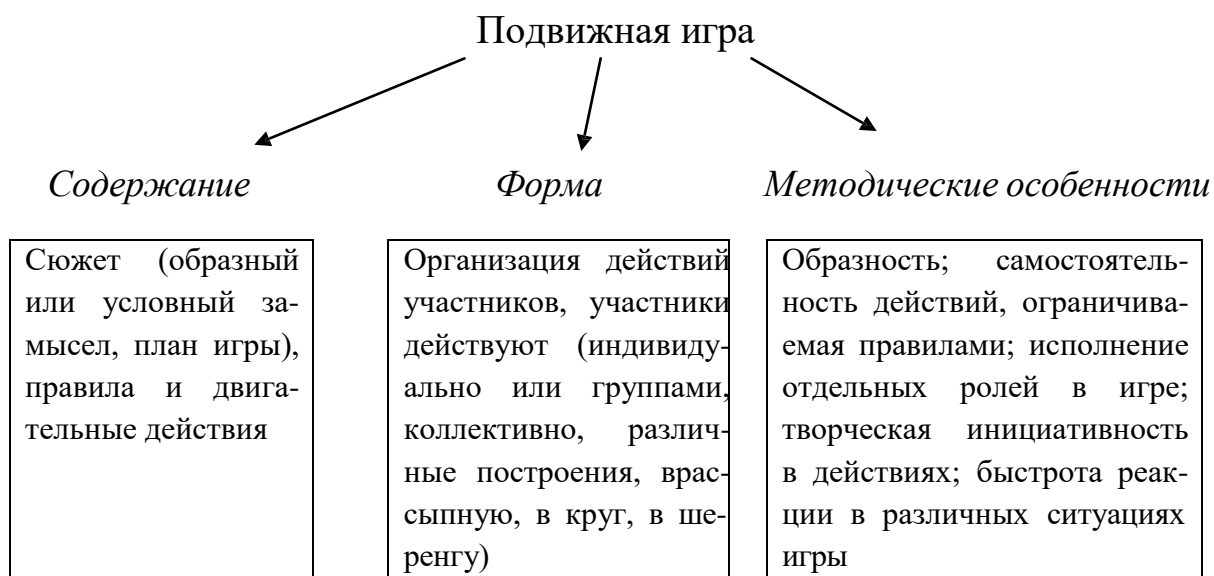 Подвижная игра
Содержание
Форма
Методические особенности
Сюжет (образный
или условный за-
мысел, план игры),
правила и двига-
тельные действия
Организация действий
участников, участники
действуют (индивиду-
ально или группами,
коллективно, различ-
ные построения, врас-
сыпную, в круг, в ше-
ренгу)
Образность; самостоятель-
ность действий, ограничива-
емая правилами; исполнение
отдельных ролей в игре;
творческая инициативность
в действиях; быстрота реак-
ции в различных ситуациях
игры